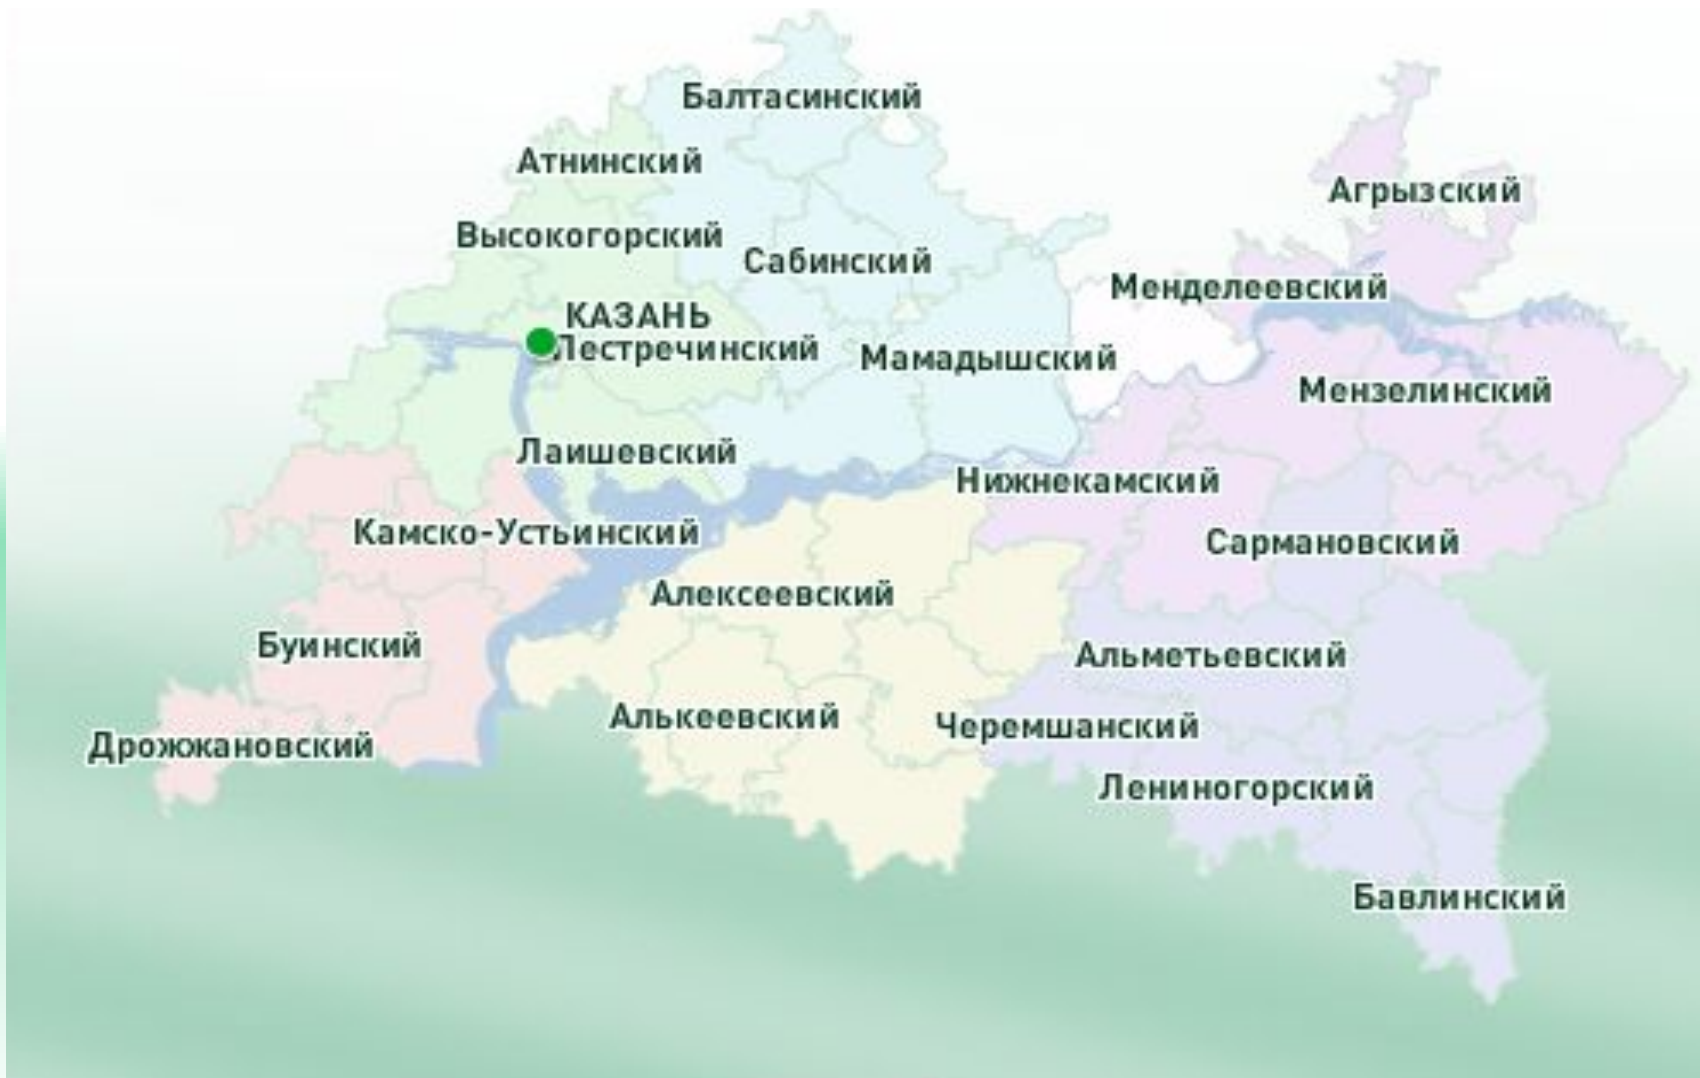 Балтасинский
Атнинский
Агрызский
Высокогорский
Сабинский
Менделеевский
КАЗАНЬ
Пестречинский
Мамадышский
Мензелинский
Лаишевский
Нижнекамский
Камско-Устьинский
Сармановский
Алексеевский
Буинский
Альметьевский
Алькеевский
Черемшанский
Дрожжановский
Лениногорский
Бавлинский